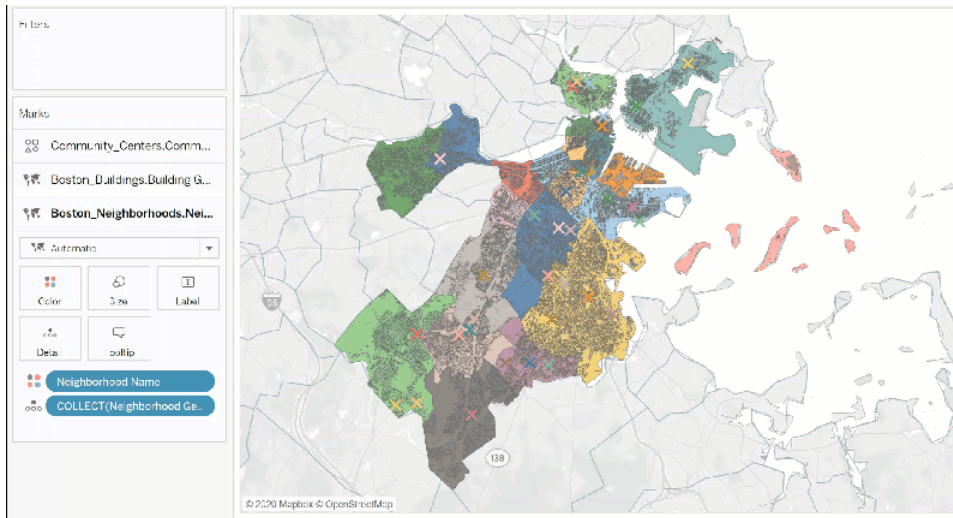 Filters
Marks
Community_Centers.Comm...
Boston_Buildings.Building G...
Boston_Neighborhoods.Nei...
Automatic
Color
Size
Label
T
Detail
Tooltip
Neighborhood Name
COLLECT(Neighborhood Ge..
95
138
© 2020 Mapbox © OpenStreetMap